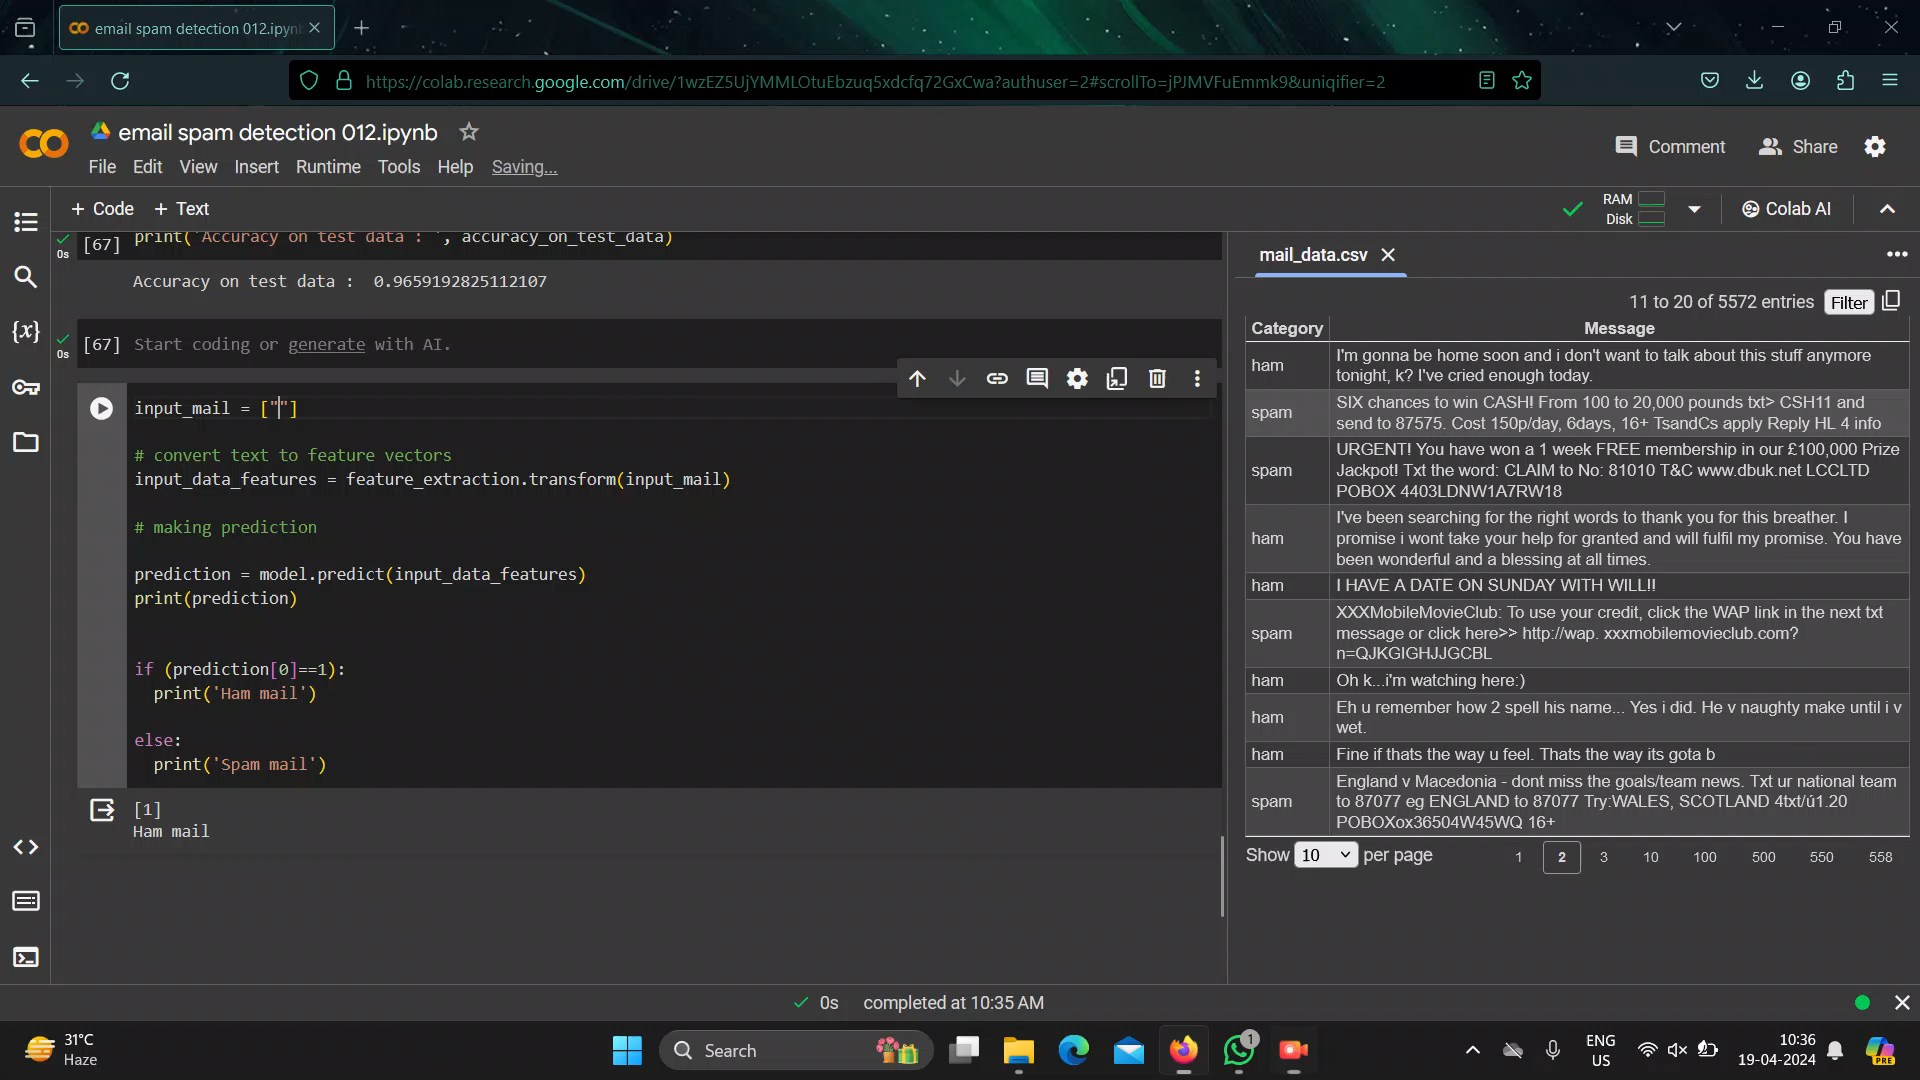 email spam detection 012.ipyn
https://colab.research.google.com/drive/1wzEZ5UjYMMLOtuEbzuq5xdcfq72GxCwa?authuser=2#scrollTo=jPJMVFuEmmk9&uniqifier=2
email spam detection 012.ipynb
Comment Share
File Edit View Insert Runtime Tools Help Saving...
+ Code + Text
RAM
Disk
Colab AI
[67] print('Accuracy on test data : ', accuracy_on_test_data)
0s
Accuracy on test data :  0.9659192825112107
[67] Start coding or generate with AI.
0s
input_mail = [""]
# convert text to feature vectors
input_data_features = feature_extraction.transform(input_mail)
# making prediction
prediction = model.predict(input_data_features)
print(prediction)
if (prediction[0]==1):
print('Ham mail')
else:
print('Spam mail')
[1]
Ham mail
mail_data.csv
11 to 20 of 5572 entries Filter
Category Message
ham I'm gonna be home soon and i don't want to talk about this stuff anymore
tonight, k? I've cried enough today.
spam SIX chances to win CASH! From 100 to 20,000 pounds txt> CSH11 and
send to 87575. Cost 150p/day, 6days, 16+ TsandCs apply Reply HL 4 info
spam URGENT! You have won a 1 week FREE membership in our £100,000 Prize
Jackpot! Txt the word: CLAIM to No: 81010 T&C www.dbuk.net LCCLTD
POBOX 4403LDNW1A7RW18
ham I've been searching for the right words to thank you for this breather. I
promise i wont take your help for granted and will fulfil my promise. You have
been wonderful and a blessing at all times.
ham I HAVE A DATE ON SUNDAY WITH WILL!!
spam XXXMobileMovieClub: To use your credit, click the WAP link in the next txt
message or click here>> http://wap. xxxmobilemovieclub.com?
n=QJKGIGHJJGCBL
ham Oh k...i'm watching here:)
ham Eh u remember how 2 spell his name... Yes i did. He v naughty make until i v
wet.
ham Fine if thats the way u feel. Thats the way its gota b
spam England v Macedonia - dont miss the goals/team news. Txt ur national team
to 87077 eg ENGLAND to 87077 Try:WALES, SCOTLAND 4txt/ú1.20
POBOXox36504W45WQ 16+
Show 10 per page 1 2 3 10 100 500 550 558
0s completed at 10:35 AM
31°C
Haze
Search
1
ENG
US
10:36
19-04-2024
PRE